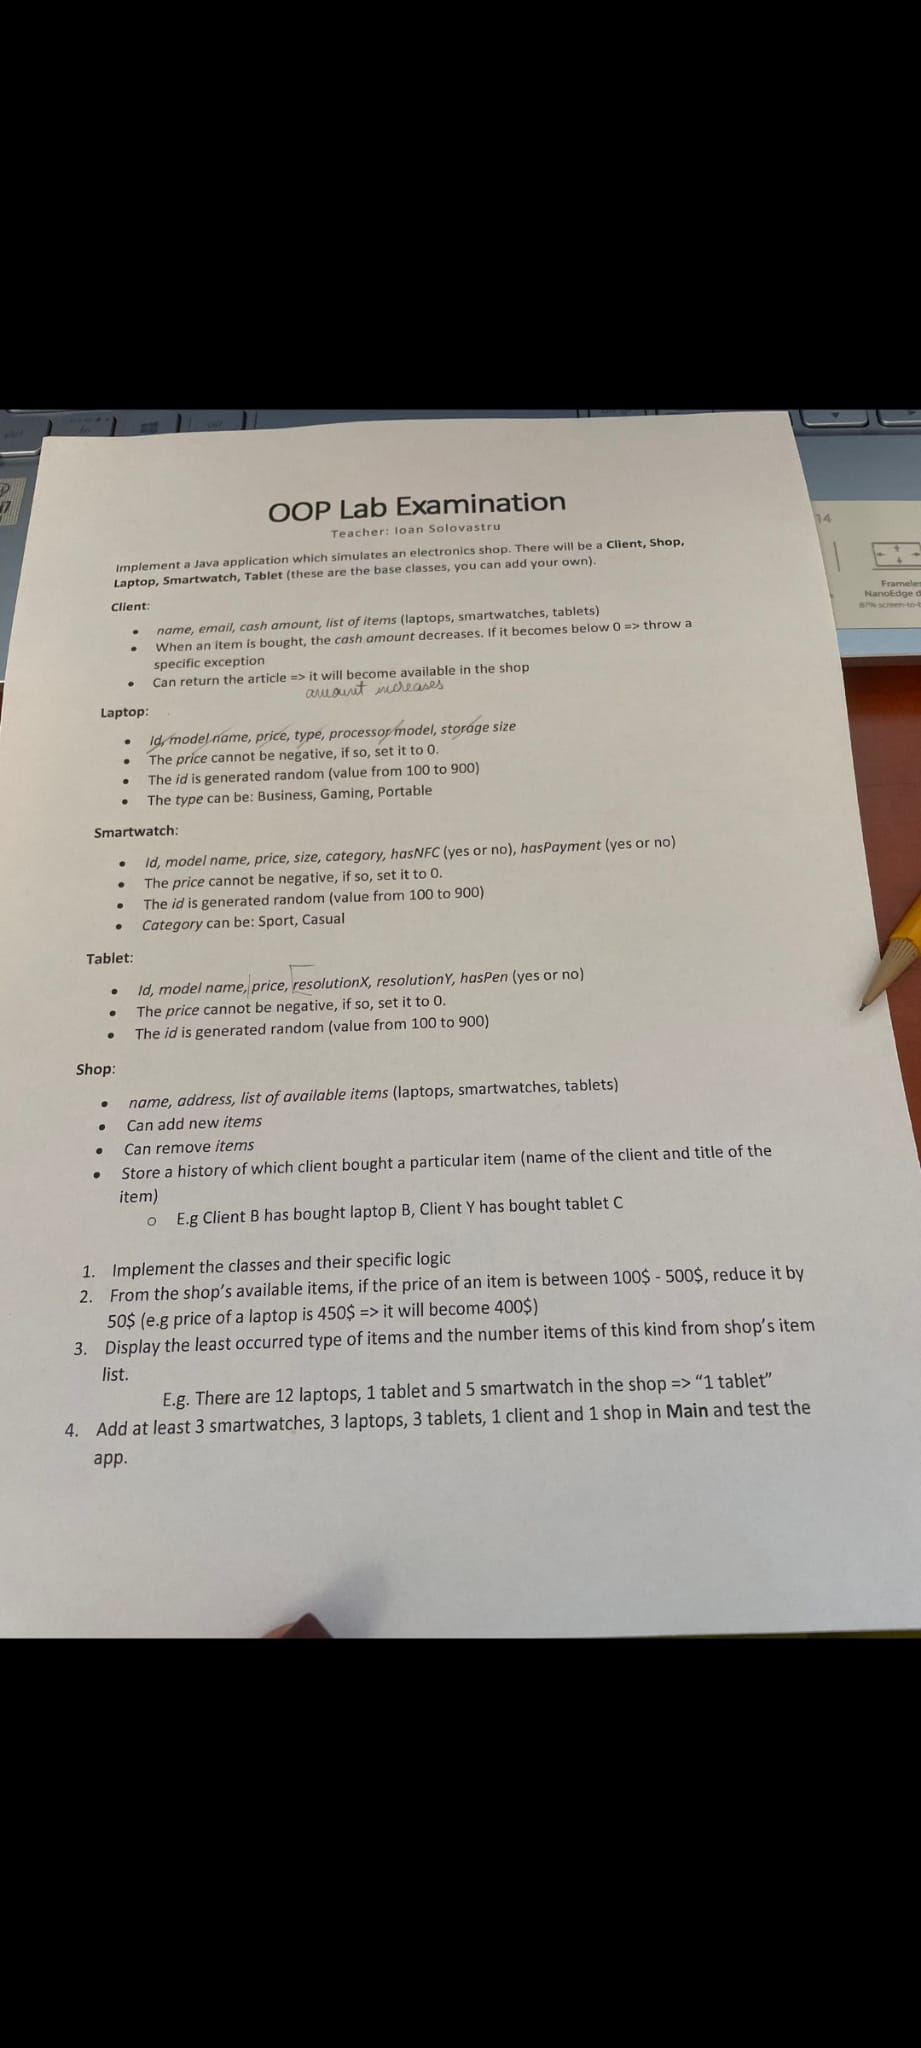 OOP Lab Examination
Teacher: Ioan Solovastru
Implement a Java application which simulates an electronics shop. There will be a Client, Shop,
Laptop, Smartwatch, Tablet (these are the base classes, you can add your own).
Client:
• name, email, cash amount, list of items (laptops, smartwatches, tablets)
• When an item is bought, the cash amount decreases. If it becomes below 0 => throw a
specific exception
• Can return the article => it will become available in the shop
amount increases
Laptop:
• Id, model name, price, type, processor model, storage size
• The price cannot be negative, if so, set it to 0.
• The id is generated random (value from 100 to 900)
• The type can be: Business, Gaming, Portable
Smartwatch:
• Id, model name, price, size, category, hasNFC (yes or no), hasPayment (yes or no)
• The price cannot be negative, if so, set it to 0.
• The id is generated random (value from 100 to 900)
• Category can be: Sport, Casual
Tablet:
• Id, model name, price, resolutionX, resolutionY, hasPen (yes or no)
• The price cannot be negative, if so, set it to 0.
• The id is generated random (value from 100 to 900)
Shop:
• name, address, list of available items (laptops, smartwatches, tablets)
• Can add new items
• Can remove items
• Store a history of which client bought a particular item (name of the client and title of the
item)
o E.g Client B has bought laptop B, Client Y has bought tablet C
1. Implement the classes and their specific logic
2. From the shop's available items, if the price of an item is between 100$ - 500$, reduce it by
50$ (e.g price of a laptop is 450$ => it will become 400$)
3. Display the least occurred type of items and the number items of this kind from shop's item
list.
E.g. There are 12 laptops, 1 tablet and 5 smartwatch in the shop => "1 tablet"
4. Add at least 3 smartwatches, 3 laptops, 3 tablets, 1 client and 1 shop in Main and test the
app.
14
NanoEdge d